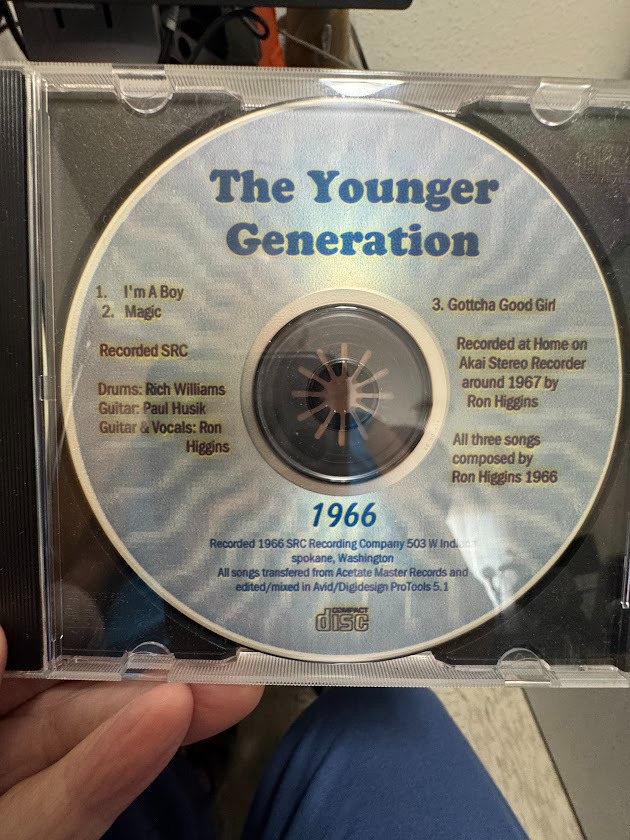 The Younger
Generation
1. I'm A Boy
2. Magic
Recorded SRC
Drums: Rich Williams
Guitar: Paul Husik
Guitar & Vocals: Ron
Higgins
3. Gottcha Good Girl
Recorded at Home on
Akai Stereo Recorder
around 1967 by
Ron Higgins
All three songs
composed by
Ron Higgins 1966
1966
Recorded 1966 SRC Recording Company 503 W
spokane, Washington
All songs transfered from Acetate Master Records and
edited/mixed in Avid/Digidesign ProTools 5.1
COMPACT
disc